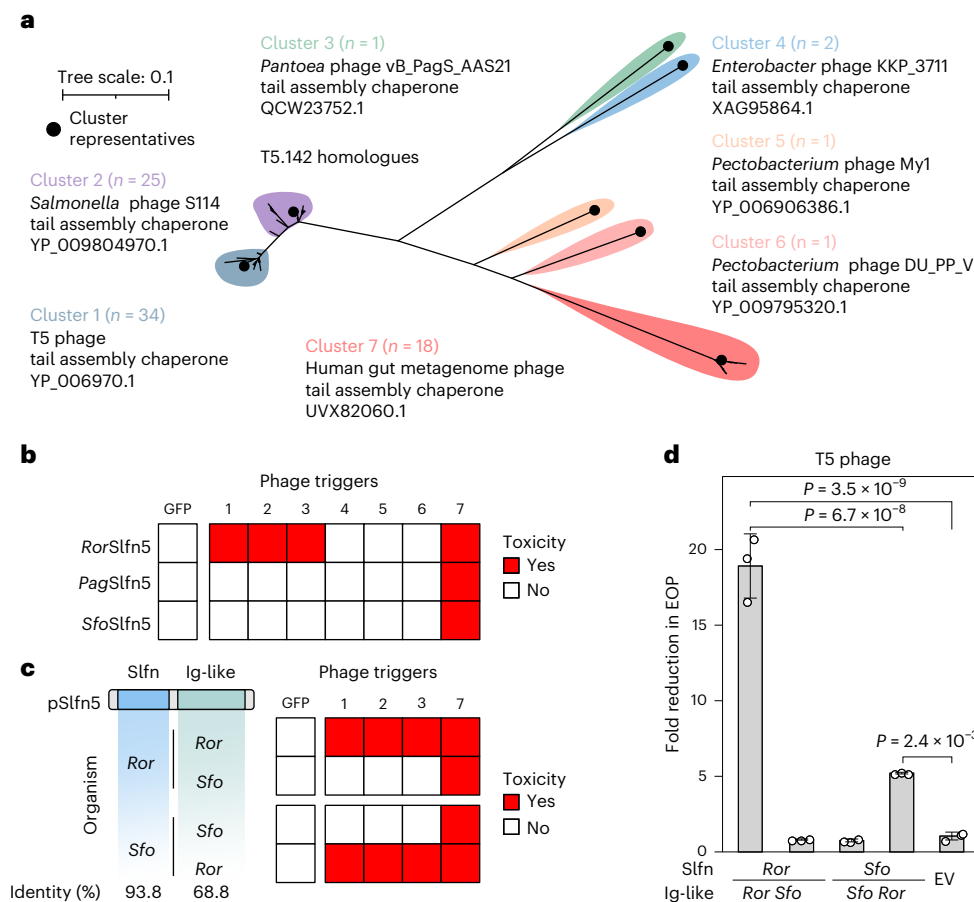 a
Tree scale: 0.1
Cluster
representatives
Cluster 3 (n = 1)
Pantoea phage vB_PagS_AAS21
tail assembly chaperone
QCW23752.1
T5.142 homologues
Cluster 4 (n = 2)
Enterobacter phage KKP_3711
tail assembly chaperone
XAG95864.1
Cluster 5 (n = 1)
Pectobacterium phage My1
tail assembly chaperone
YP_006906386.1
Cluster 6 (n = 1)
Pectobacterium phage DU_PP_V
tail assembly chaperone
YP_009795320.1
Cluster 2 (n = 25)
Salmonella phage S114
tail assembly chaperone
YP_009804970.1
Cluster 1 (n = 34)
T5 phage
tail assembly chaperone
YP_006970.1
Cluster 7 (n = 18)
Human gut metagenome phage
tail assembly chaperone
UVX82060.1
b
Phage triggers
GFP 1 2 3 4 5 6 7
RorSlfn5
PagSlfn5
SfoSlfn5
Toxicity
Yes
No
c
Slfn Ig-like
pSlfn5
Organism
Ror
Ror
Sfo
Sfo
Sfo
Ror
Identity (%) 93.8 68.8
Phage triggers
GFP 1 2 3 7
Toxicity
Yes
No
d
T5 phage
P = 3.5 × 10⁻⁹
P = 6.7 × 10⁻⁸
P = 2.4 × 10⁻³
Fold reduction in EOP
20
15
10
5
0
Slfn Ror Sfo
Ig-like Ror Sfo Sfo Ror
EV